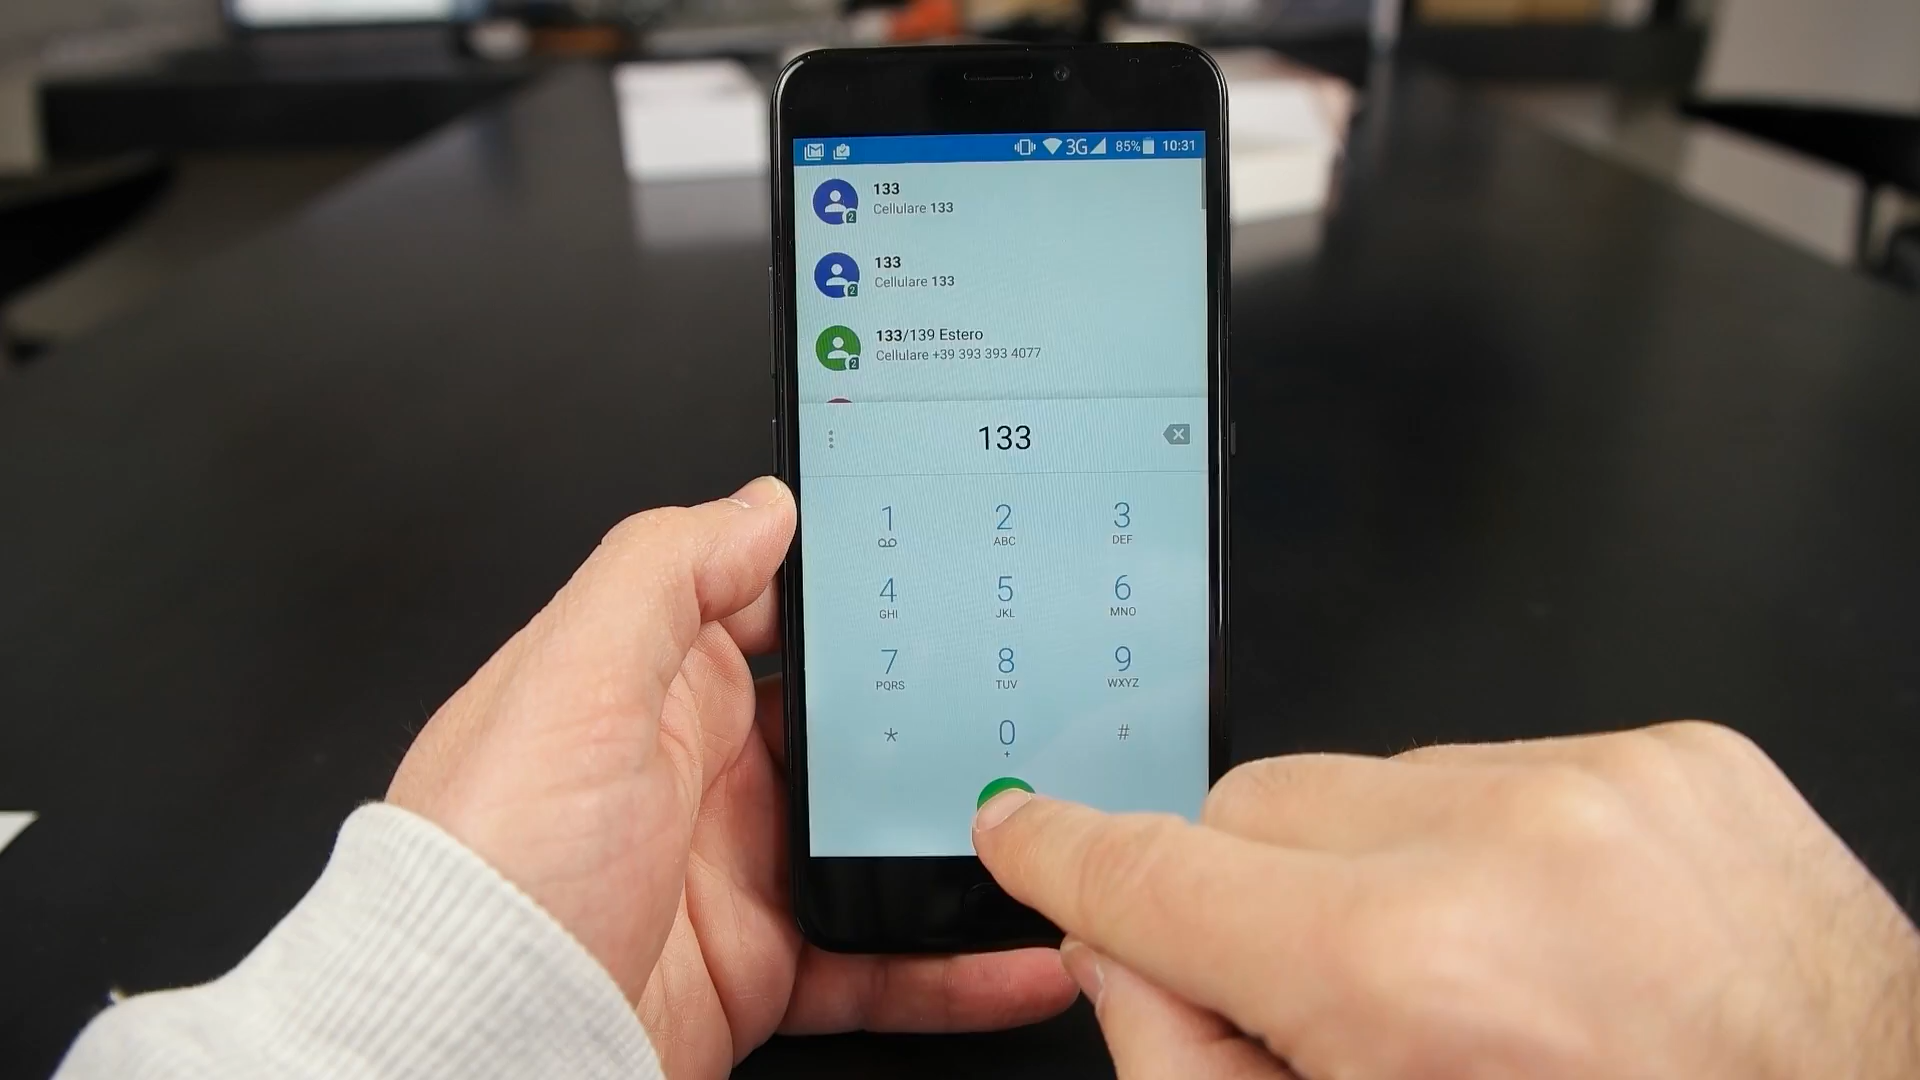 3G 85% 10:31
133
Cellulare 133
133
Cellulare 133
133/139 Estero
Cellulare +39 393 393 4077
133
1 2 3
ABC DEF
4 5 6
GHI JKL MNO
7 8 9
PQRS TUV WXYZ
* 0 #
+